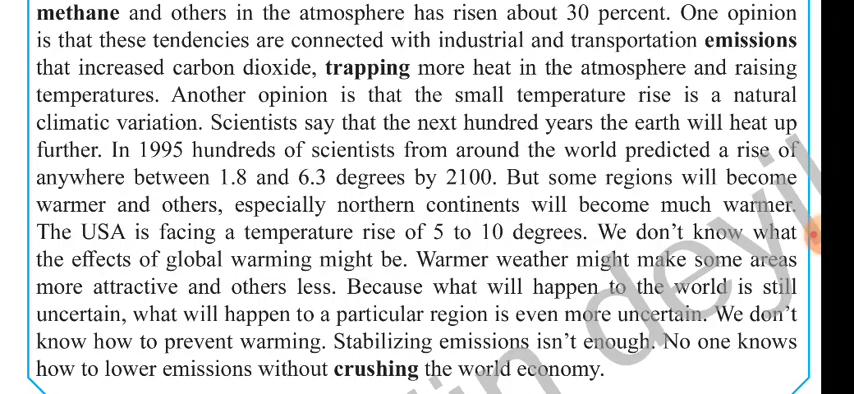 methane and others in the atmosphere has risen about 30 percent. One opinion
is that these tendencies are connected with industrial and transportation emissions
that increased carbon dioxide, trapping more heat in the atmosphere and raising
temperatures. Another opinion is that the small temperature rise is a natural
climatic variation. Scientists say that the next hundred years the earth will heat up
further. In 1995 hundreds of scientists from around the world predicted a rise of
anywhere between 1.8 and 6.3 degrees by 2100. But some regions will become
warmer and others, especially northern continents will become much warmer.
The USA is facing a temperature rise of 5 to 10 degrees. We don't know what
the effects of global warming might be. Warmer weather might make some areas
more attractive and others less. Because what will happen to the world is still
uncertain, what will happen to a particular region is even more uncertain. We don't
know how to prevent warming. Stabilizing emissions isn't enough. No one knows
how to lower emissions without crushing the world economy.
deyil